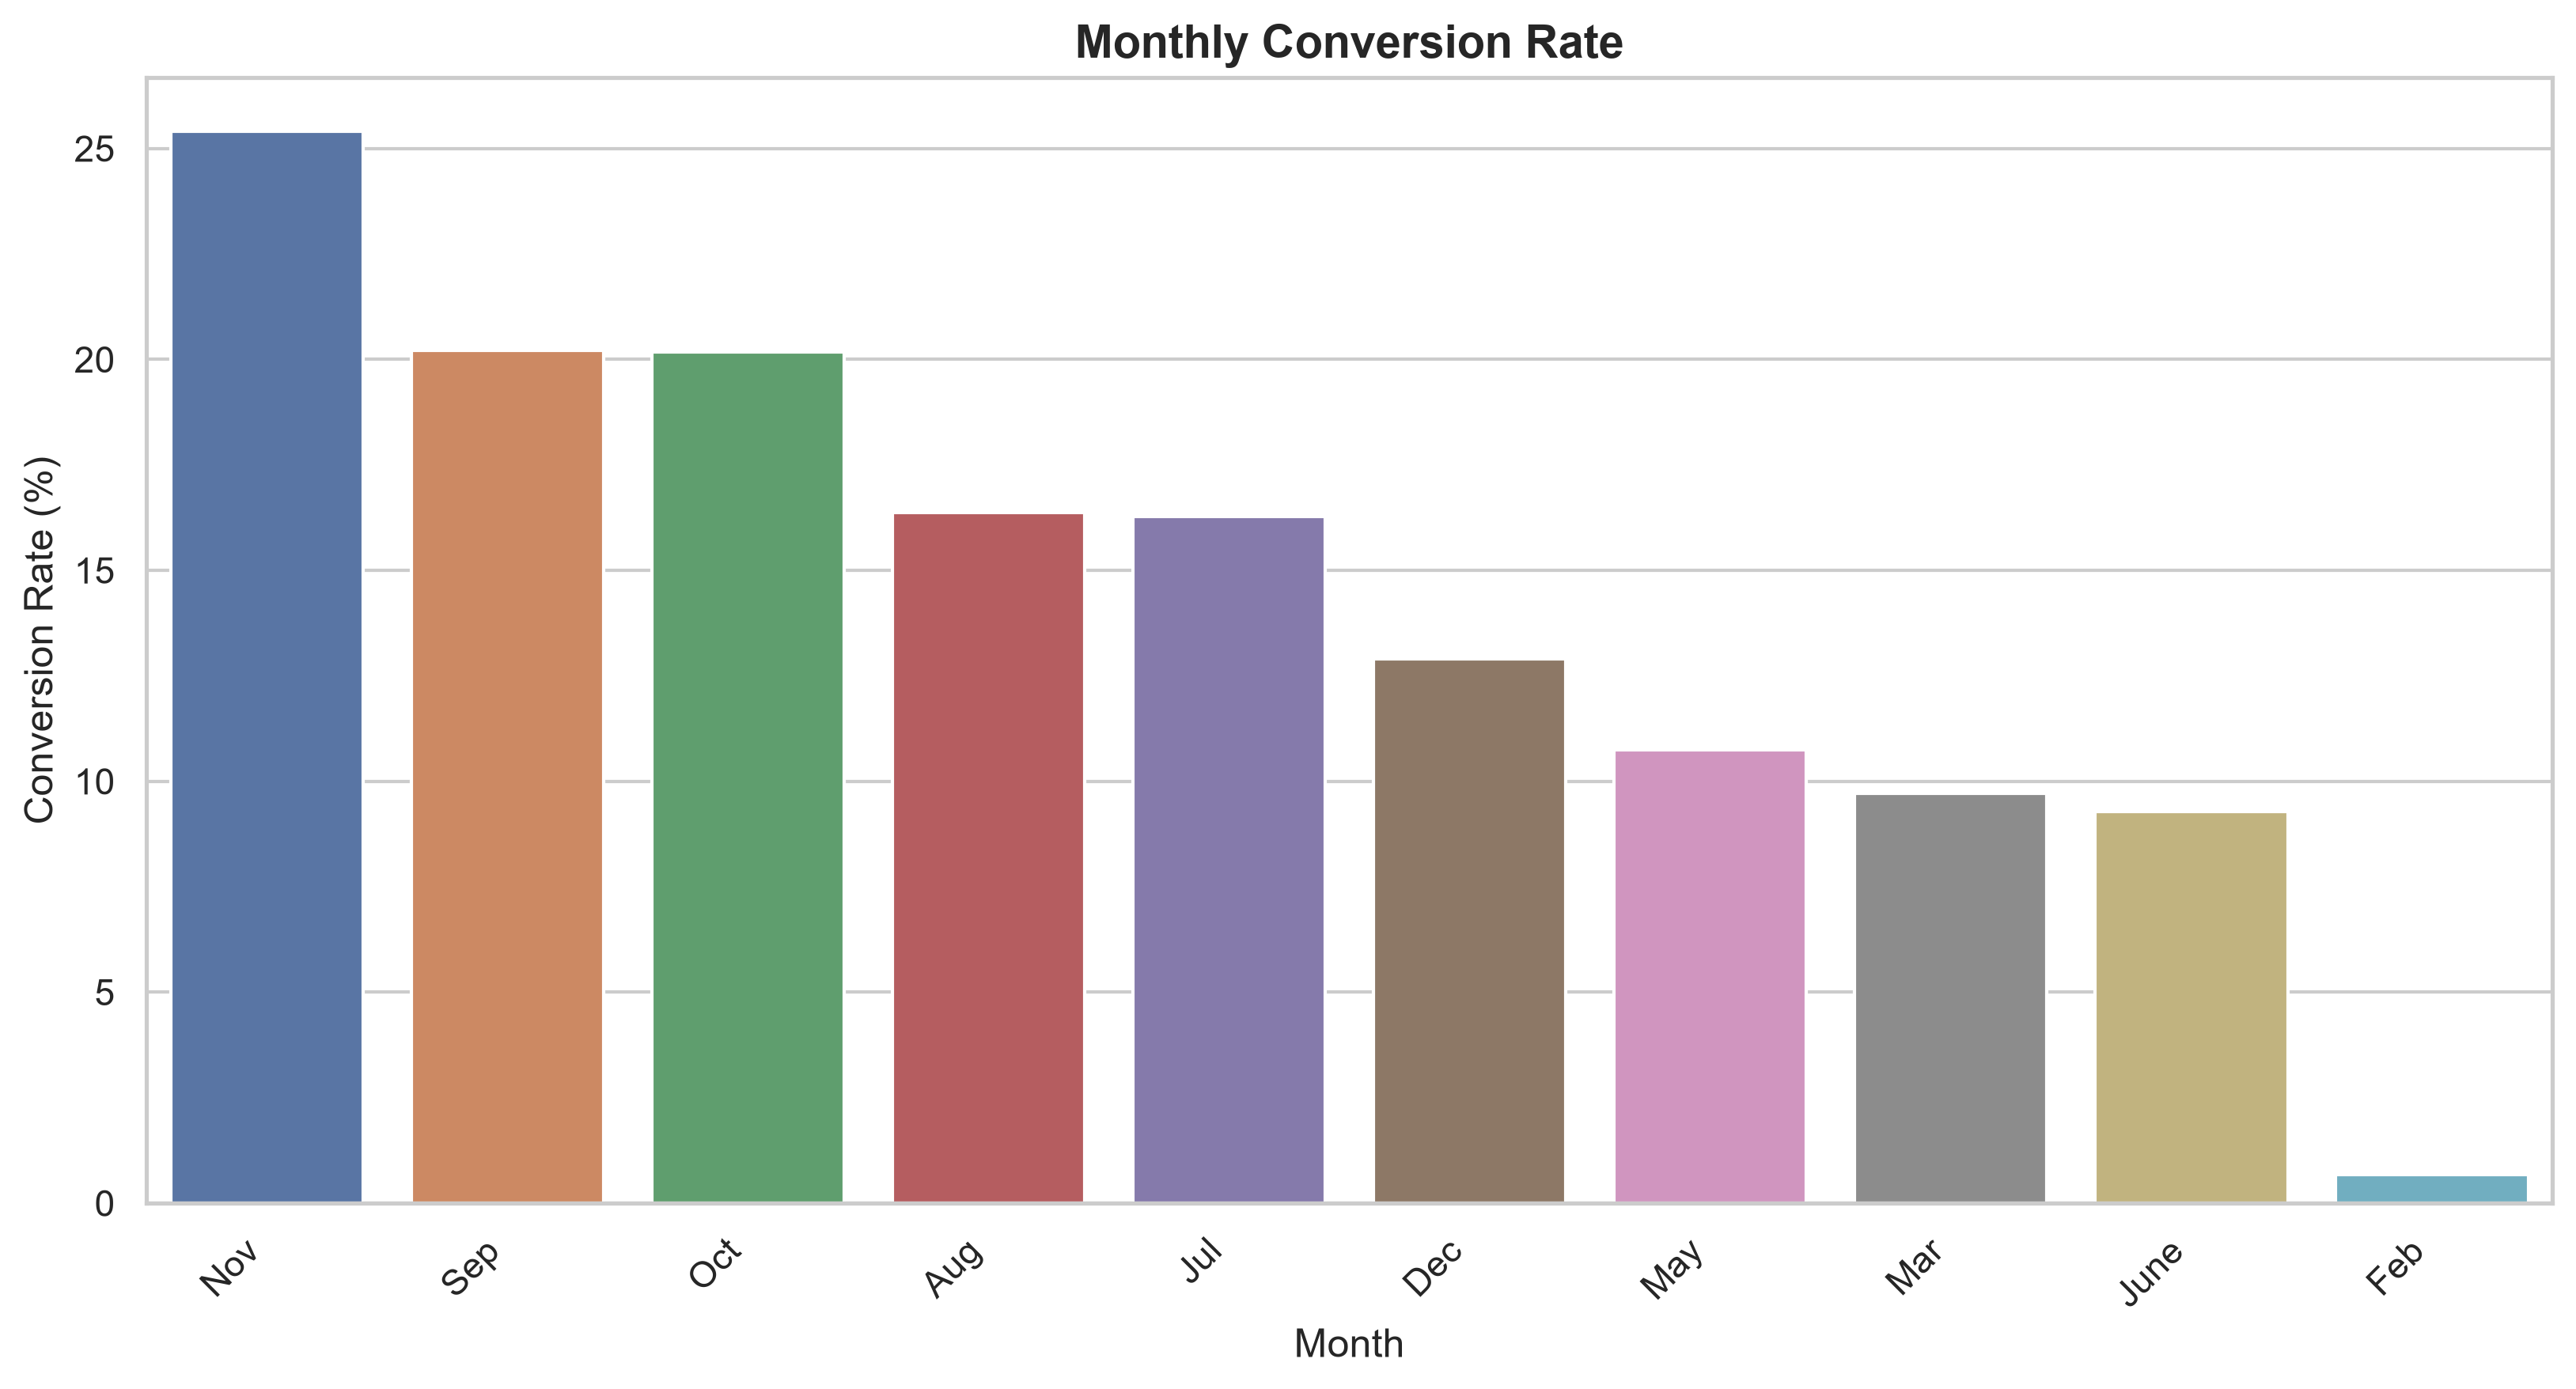 Monthly Conversion Rate
Conversion Rate (%)
25
20
15
10
5
0
Nov
Sep
Oct
Aug
Jul
Dec
May
Mar
June
Feb
Month